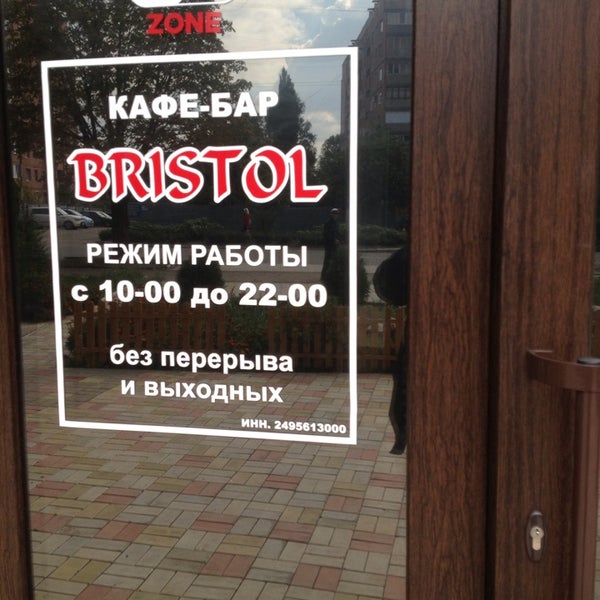 ZONE
КАФЕ-БАР
BRISTOL
РЕЖИМ РАБОТЫ
с 10-00 до 22-00
без перерыва
и выходных
ИНН. 2495613000